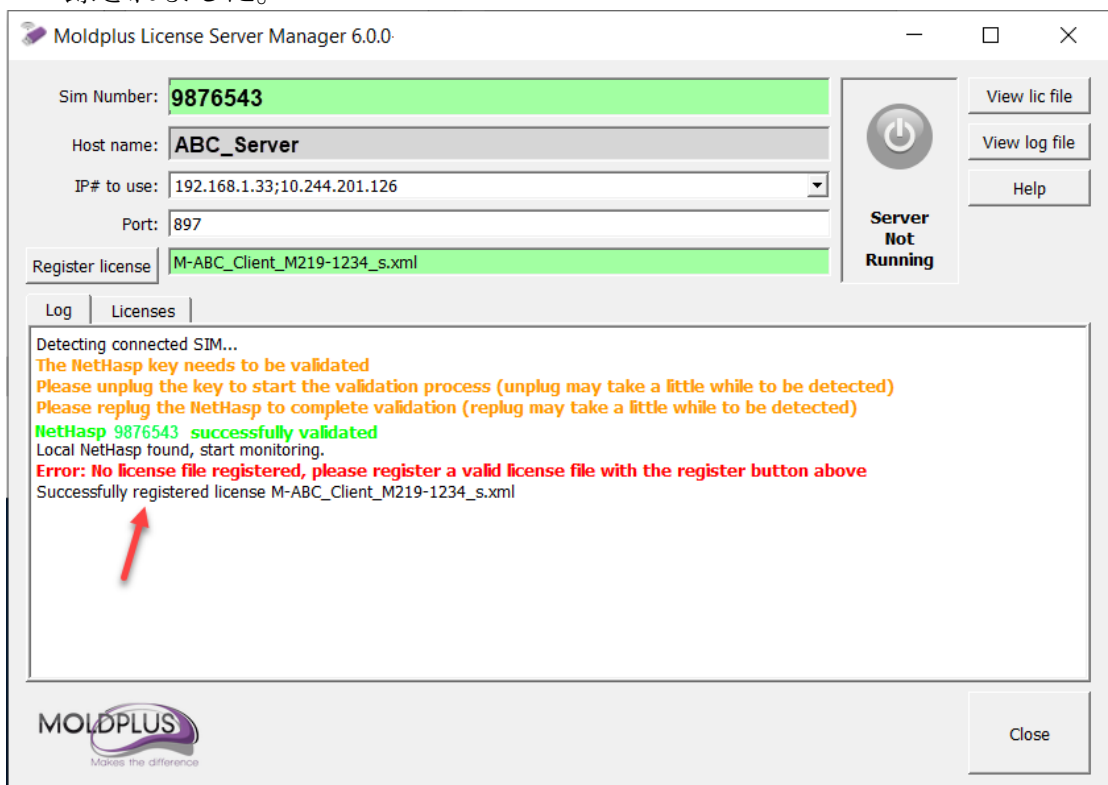 されました。
Moldplus License Server Manager 6.0.0
Sim Number: 9876543
View lic file
Host name: ABC_Server
View log file
IP# to use: 192.168.1.33;10.244.201.126
Help
Port: 897
Server
Not
Running
Register license M-ABC_Client_M219-1234_s.xml
Log Licenses
Detecting connected SIM...
The NetHasp key needs to be validated
Please unplug the key to start the validation process (unplug may take a little while to be detected)
Please replug the NetHasp to complete validation (replug may take a little while to be detected)
NetHasp 9876543 successfully validated
Local NetHasp found, start monitoring.
Error: No license file registered, please register a valid license file with the register button above
Successfully registered license M-ABC_Client_M219-1234_s.xml
MOLDPLUS
Makes the difference
Close